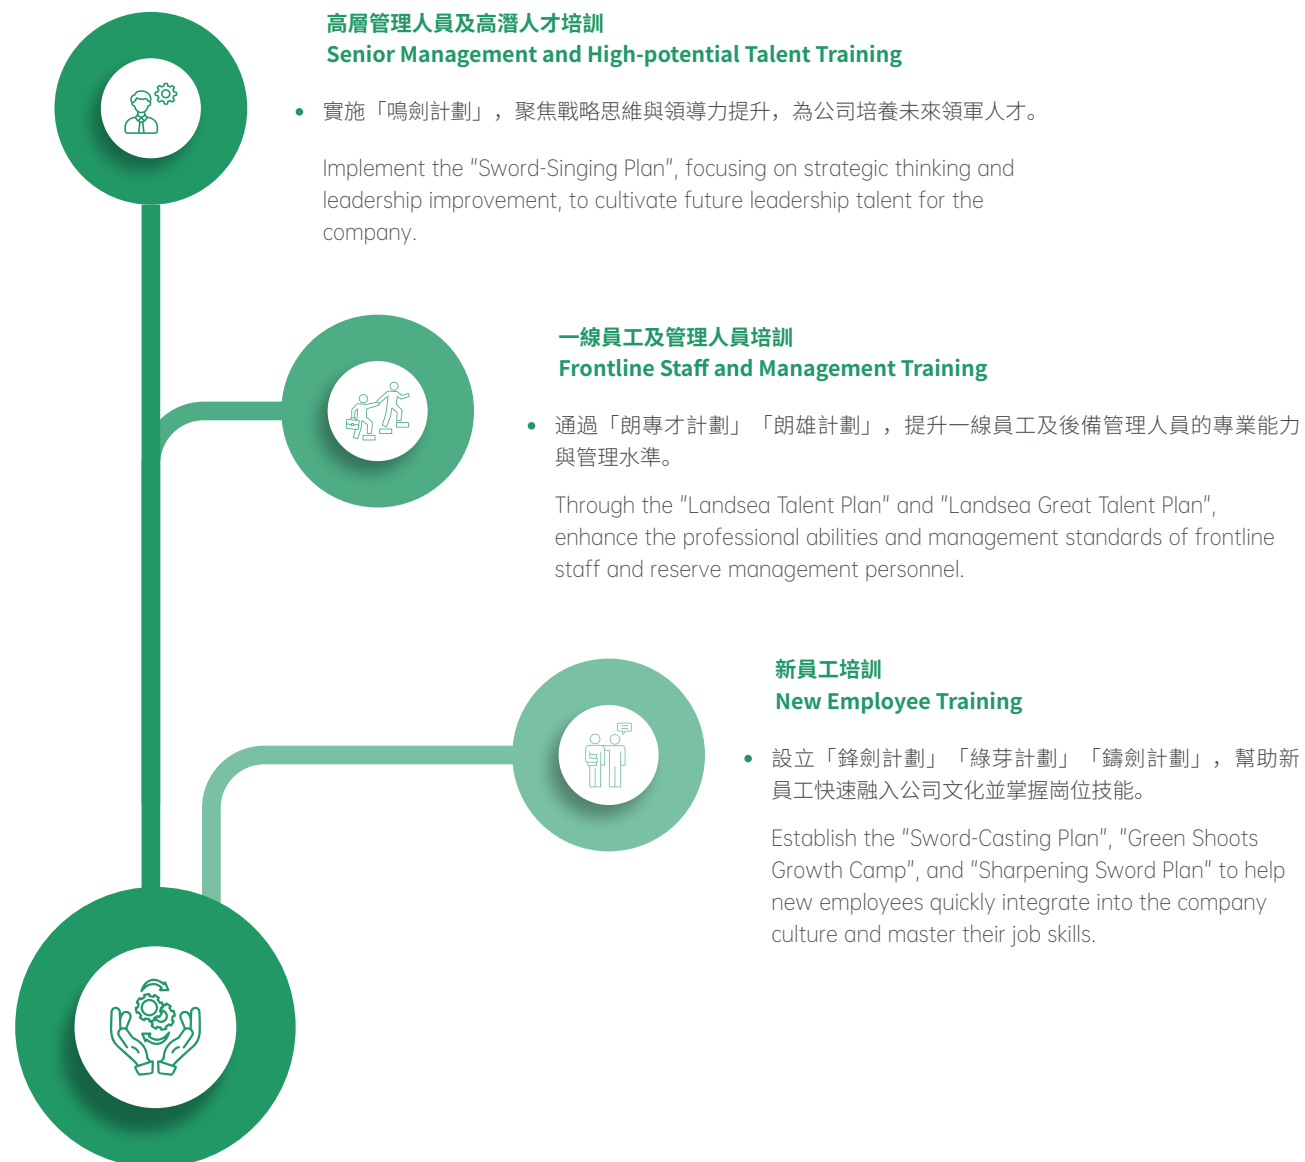 高層管理人員及高潛人才培訓
Senior Management and High-potential Talent Training
• 實施「鳴劍計劃」，聚焦戰略思維與領導力提升，為公司培養未來領軍人才。
Implement the "Sword-Singing Plan", focusing on strategic thinking and
leadership improvement, to cultivate future leadership talent for the
company.
一線員工及管理人員培訓
Frontline Staff and Management Training
• 通過「朗專才計劃」「朗雄計劃」，提升一線員工及後備管理人員的專業能力
與管理水準。
Through the "Landsea Talent Plan" and "Landsea Great Talent Plan",
enhance the professional abilities and management standards of frontline
staff and reserve management personnel.
新員工培訓
New Employee Training
• 設立「鋒劍計劃」「綠芽計劃」「鑄劍計劃」，幫助新
員工快速融入公司文化並掌握崗位技能。
Establish the "Sword-Casting Plan", "Green Shoots
Growth Camp", and "Sharpening Sword Plan" to help
new employees quickly integrate into the company
culture and master their job skills.